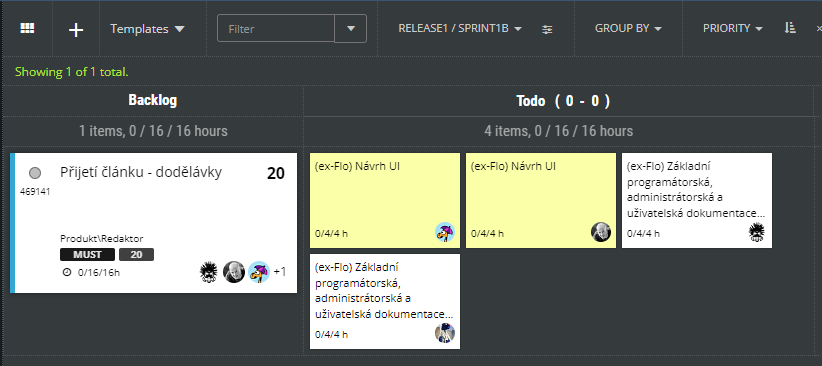 Templates
Filter
RELEASE1 / SPRINT1B
GROUP BY
PRIORITY
Showing 1 of 1 total.
Backlog
Todo ( 0 - 0 )
1 items, 0 / 16 / 16 hours
4 items, 0 / 16 / 16 hours
Přijetí článku - dodělávky
20
469141
Produkt\Redaktor
MUST
20
0/16/16h
+1
(ex-Flo) Návrh UI
0/4/4 h
(ex-Flo) Návrh UI
0/4/4 h
(ex-Flo) Základní
programátorská,
administrátorská a
uživatelská dokumentace...
0/4/4 h
(ex-Flo) Základní
programátorská,
administrátorská a
uživatelská dokumentace...
0/4/4 h